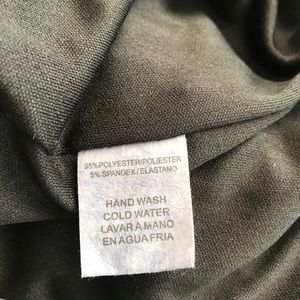 95%POLYESTER/POLIESTER
5% SPANDEX / ELASTANO
HAND WASH
COLD WATER
LAVAR A MANO
EN AGUA FRIA